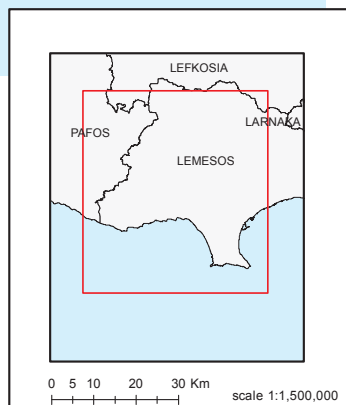 LEFKOSIA
LARNAKA
PAFOS
LEMESOS
0 5 10 20 30 Km
scale 1:1,500,000